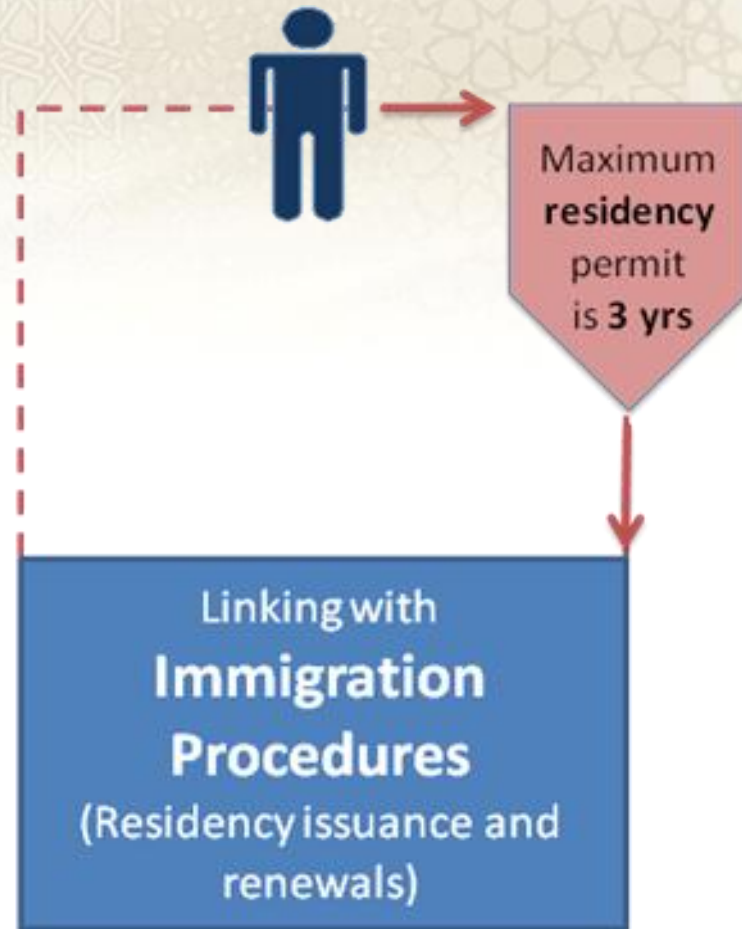 Maximum
residency
permit
is 3 yrs
Linking with
Immigration
Procedures
(Residency issuance and
renewals)